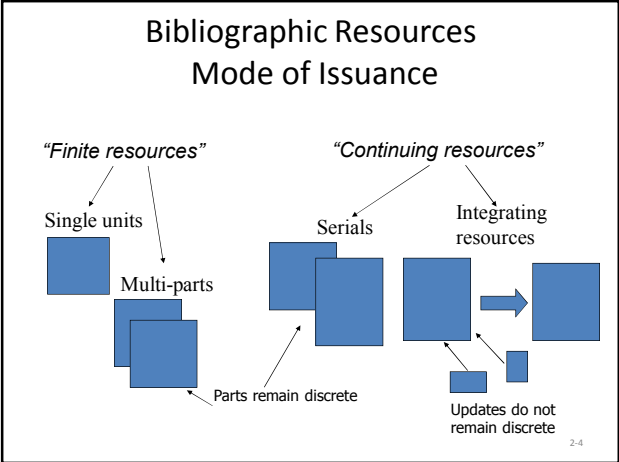 Bibliographic Resources
Mode of Issuance
“Finite resources”
“Continuing resources”
Single units
Multi-parts
Serials
Integrating
resources
Parts remain discrete
Updates do not
remain discrete
2-4